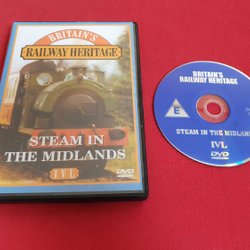 BRITAIN'S
RAILWAY HERITAGE
STEAM IN
THE MIDLANDS
IVL
DVD
BRITAIN'S
RAILWAY HERITAGE
E
STEAM IN THE MIDLANDS
IVL
DVD